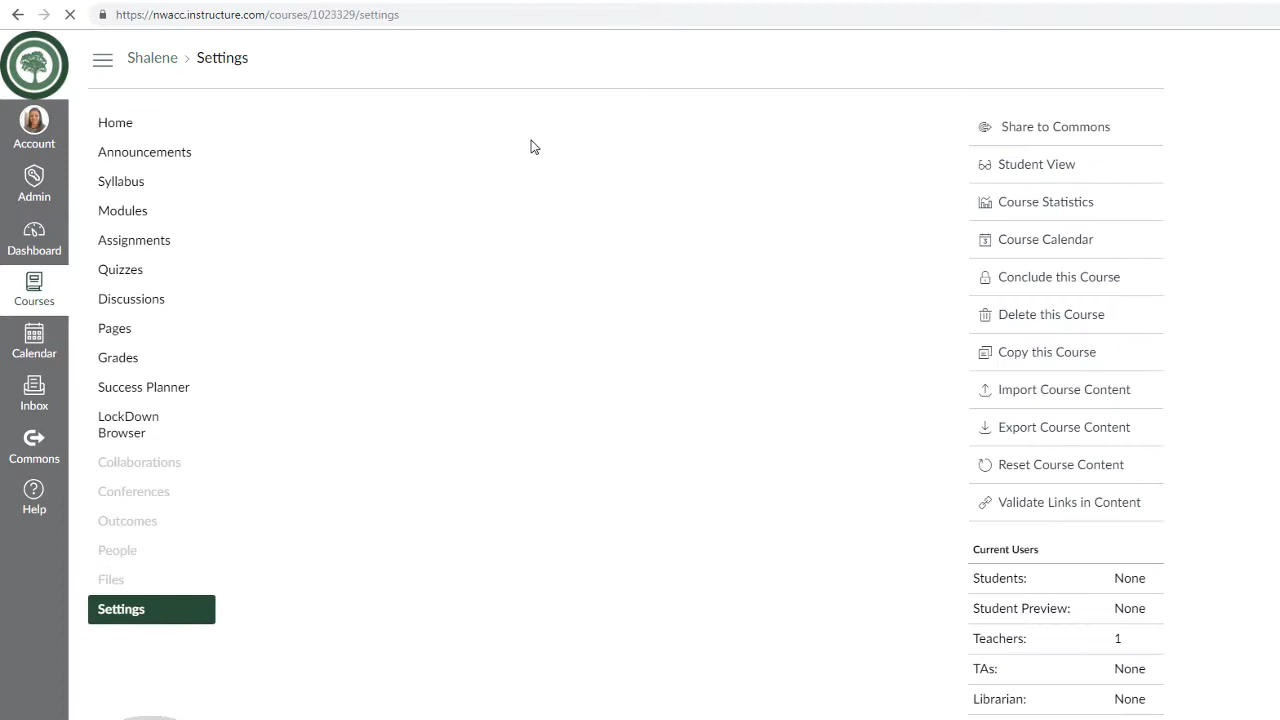 https://nwacc.instructure.com/courses/1023329/settings
Shalene › Settings
Account
Admin
Dashboard
Courses
Calendar
Inbox
Commons
Help
Home
Announcements
Syllabus
Modules
Assignments
Quizzes
Discussions
Pages
Grades
Success Planner
LockDown
Browser
Collaborations
Conferences
Outcomes
People
Files
Settings
Share to Commons
Student View
Course Statistics
Course Calendar
Conclude this Course
Delete this Course
Copy this Course
Import Course Content
Export Course Content
Reset Course Content
Validate Links in Content
Current Users
Students: None
Student Preview: None
Teachers: 1
TAs: None
Librarian: None